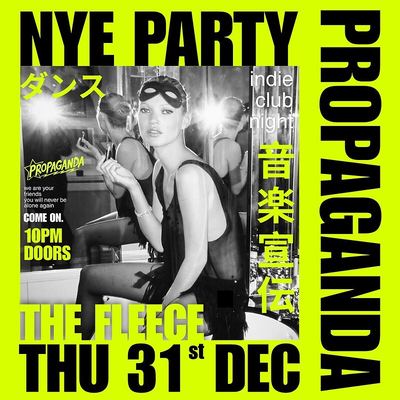 NYE PARTY
PROPAGANDA
ダンス
indie
club
night
音楽宣伝
PROPAGANDA
we are your
friends
you will never be
alone again
COME ON.
10PM
DOORS
THE FLEECE
THU 31st DEC